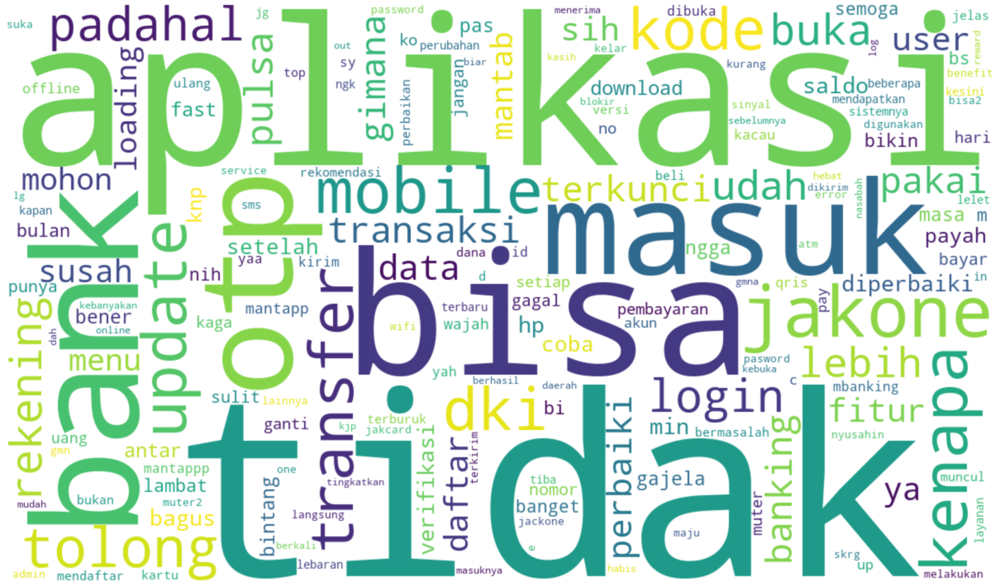 aplikasi
tidak
bisa
masuk
bank
otp
mobile
jakone
kode
update
transfer
kenapa
tolong
padahal
buka
dki
login
data
transaksi
terkunci
udah
pakai
user
mohon
susah
loading
pulsa
gimana
mantab
sih
pas
download
saldo
semoga
rekening
menu
setelah
lebih
fitur
diperbaiki
perbaiki
banking
daftar
verifikasi
bagus
antar
lambat
bintang
ya
min
bi
hp
coba
gagal
pembayaran
payah
masa
m
bayar
bikin
hari
bs
jelas
dibuka
menerima
password
jg
suka
offline
ulang
fast
top
out
sy
ngk
ko
perubahan
biar
jangan
perbaikan
kasih
kelar
kurang
log
reward
benefit
kesini
bisa2
beberapa
mendapatkan
sistemnya
digunakan
sinyal
sebelumnya
kacau
blokir
versi
no
service
rekomendasi
sms
knp
lg
kapan
bulan
beli
hebat
dikirim
error
nasabah
lelet
ngga
atm
dana
id
d
setiap
gmna
qris
pay
in
yaa
kirim
nih
punya
kebanyakan
bener
online
dah
kaga
mantapp
terbaru
wajah
wifi
akun
yah
berhasil
daerah
pasword
kebuka
c
mbanking
sulit
lainnya
ganti
kjp
terburuk
jakcard
terkirim
bermasalah
nyusahin
uang
gmn
mantappp
one
tingkatkan
tiba
nomor
banget
jackone
gajela
muncul
mudah
bukan
muter2
langsung
berkali
lebaran
masuknya
e
maju
muter
habis
skrg
up
layanan
melakukan
admin
mendaftar
kartu